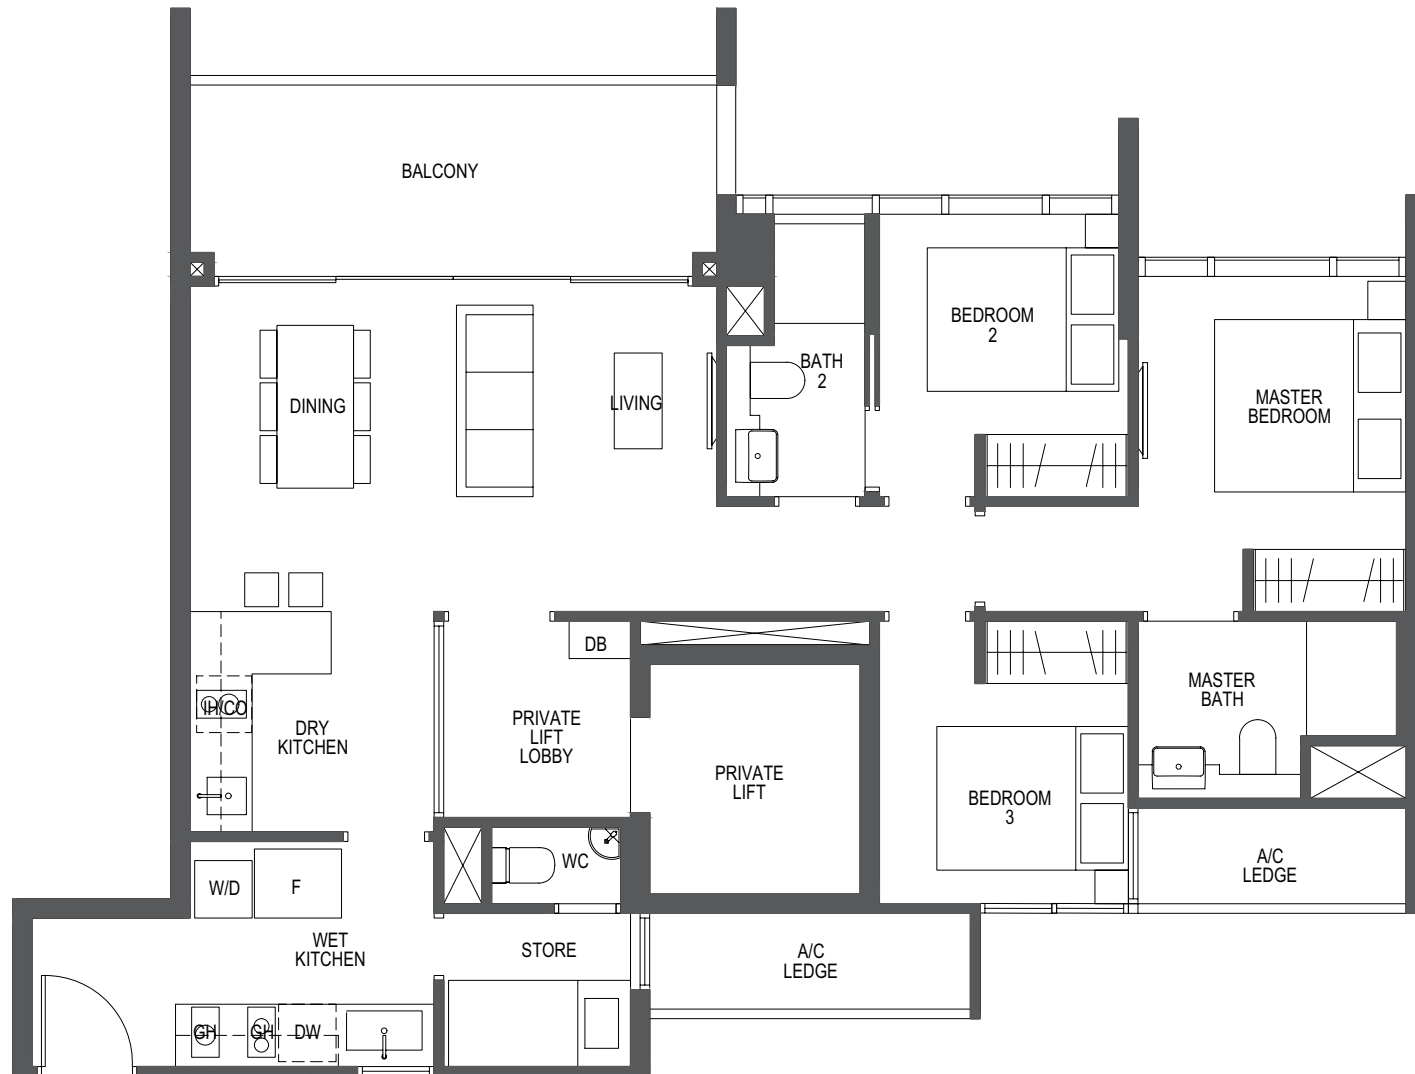 BALCONY
BEDROOM
2
BATH
2
DINING
LIVING
MASTER
BEDROOM
DB
IH/CO
DRY
KITCHEN
PRIVATE
LIFT
LOBBY
PRIVATE
LIFT
MASTER
BATH
BEDROOM
3
WC
A/C
LEDGE
W/D
F
WET
KITCHEN
STORE
A/C
LEDGE
GH
GH
DW